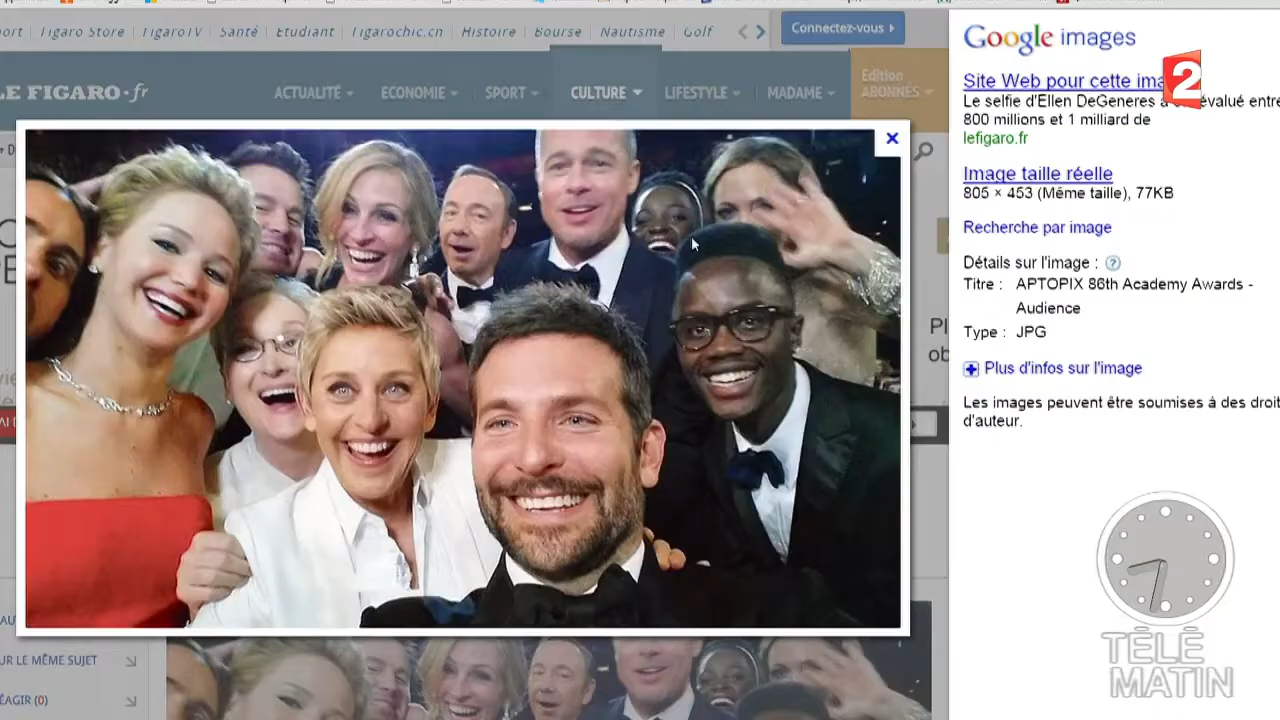 Figaro Store
FigaroTV
Santé
Etudiant
Figarochic.cn
Histoire
Bourse
Nautisme
Golf
Connectez-vous
LE FIGARO·fr
ACTUALITÉ
ECONOMIE
SPORT
CULTURE
LIFESTYLE
MADAME
Edition
ABONNÉS
Google images
2
Site Web pour cette
Le selfie d'Ellen DeGeneres a évalué entre
800 millions et 1 milliard de
lefigaro.fr
Image taille réelle
805 × 453 (Même taille), 77KB
Recherche par image
Détails sur l'image : ?
Titre : APTOPIX 86th Academy Awards -
Audience
Type : JPG
Plus d'infos sur l'image
Les images peuvent être soumises à des droit
d'auteur.
UR LE MÊME SUJET
ÉAGIR (0)
TÉLÉ
MATIN